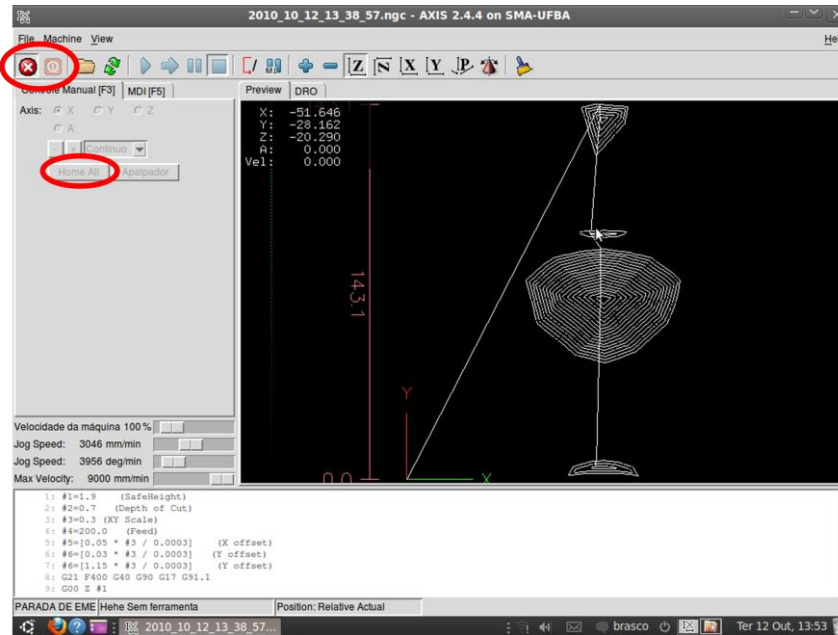 2010_10_12_13_38_57.ngc - AXIS 2.4.4 on SMA-UFBA
File Machine View
Z N X Y P
Manual [F3] MDI [F5]
Preview DRO
Axis: X Y Z
A
- + Continuo
Home All Apalpador
X: -51.646
Y: -28.162
Z: -20.290
A: 0.000
Vel: 0.000
143.1
Y
0.0
X
Velocidade da máquina 100 %
Jog Speed: 3046 mm/min
Jog Speed: 3956 deg/min
Max Velocity: 9000 mm/min
1: #1=1.9 (SafeHeight)
2: #2=0.7 (Depth of Cut)
3: #3=0.3 (XY Scale)
4: #4=200.0 (Feed)
5: #5=[0.05 * #3 / 0.0003] (X offset)
6: #6=[0.03 * #3 / 0.0003] (Y offset)
7: #6=[1.15 * #3 / 0.0003] (Y offset)
8: G21 F400 G40 G90 G17 G91.1
9: G00 Z #1
PARADA DE EME Hehe Sem ferramenta Position: Relative Actual
2010_10_12_13_38_57... brasco Ter 12 Out, 13:53